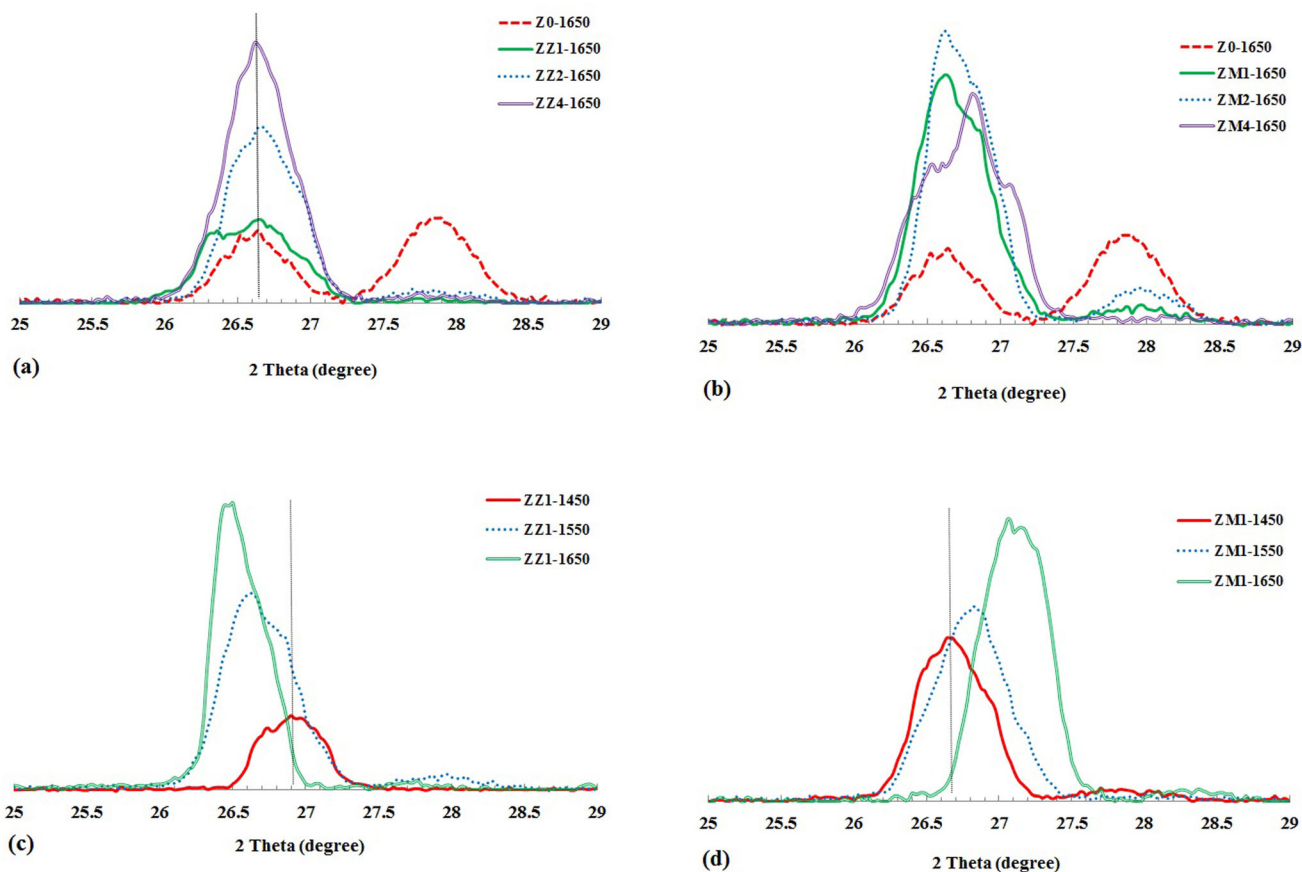 Z0-1650
ZZ1-1650
ZZ2-1650
ZZ4-1650
25 25.5 26 26.5 27 27.5 28 28.5 29
(a)
2 Theta (degree)
Z0-1650
ZM1-1650
ZM2-1650
ZM4-1650
25 25.5 26 26.5 27 27.5 28 28.5 29
(b)
2 Theta (degree)
ZZ1-1450
ZZ1-1550
ZZ1-1650
25 25.5 26 26.5 27 27.5 28 28.5 29
(c)
2 Theta (degree)
ZM1-1450
ZM1-1550
ZM1-1650
25 25.5 26 26.5 27 27.5 28 28.5 29
(d)
2 Theta (degree)